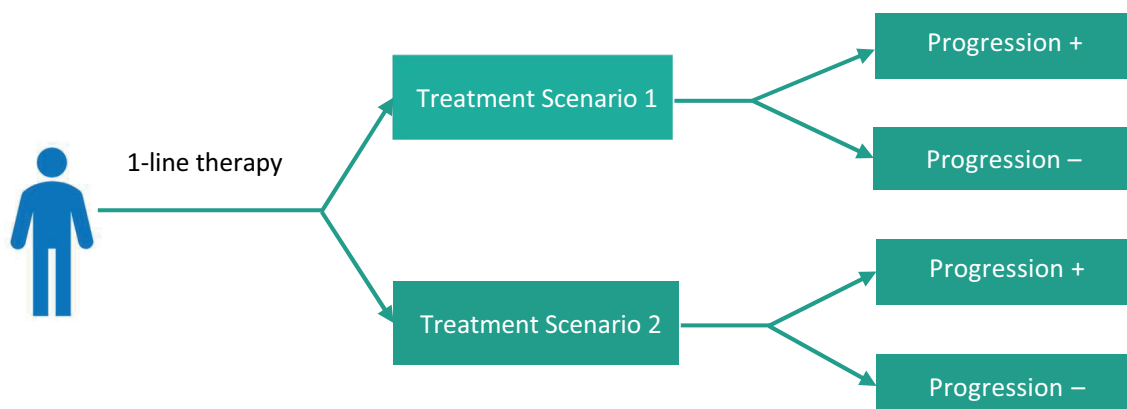 Progression +
Treatment Scenario 1
1-line therapy
Progression –
Progression +
Treatment Scenario 2
Progression –